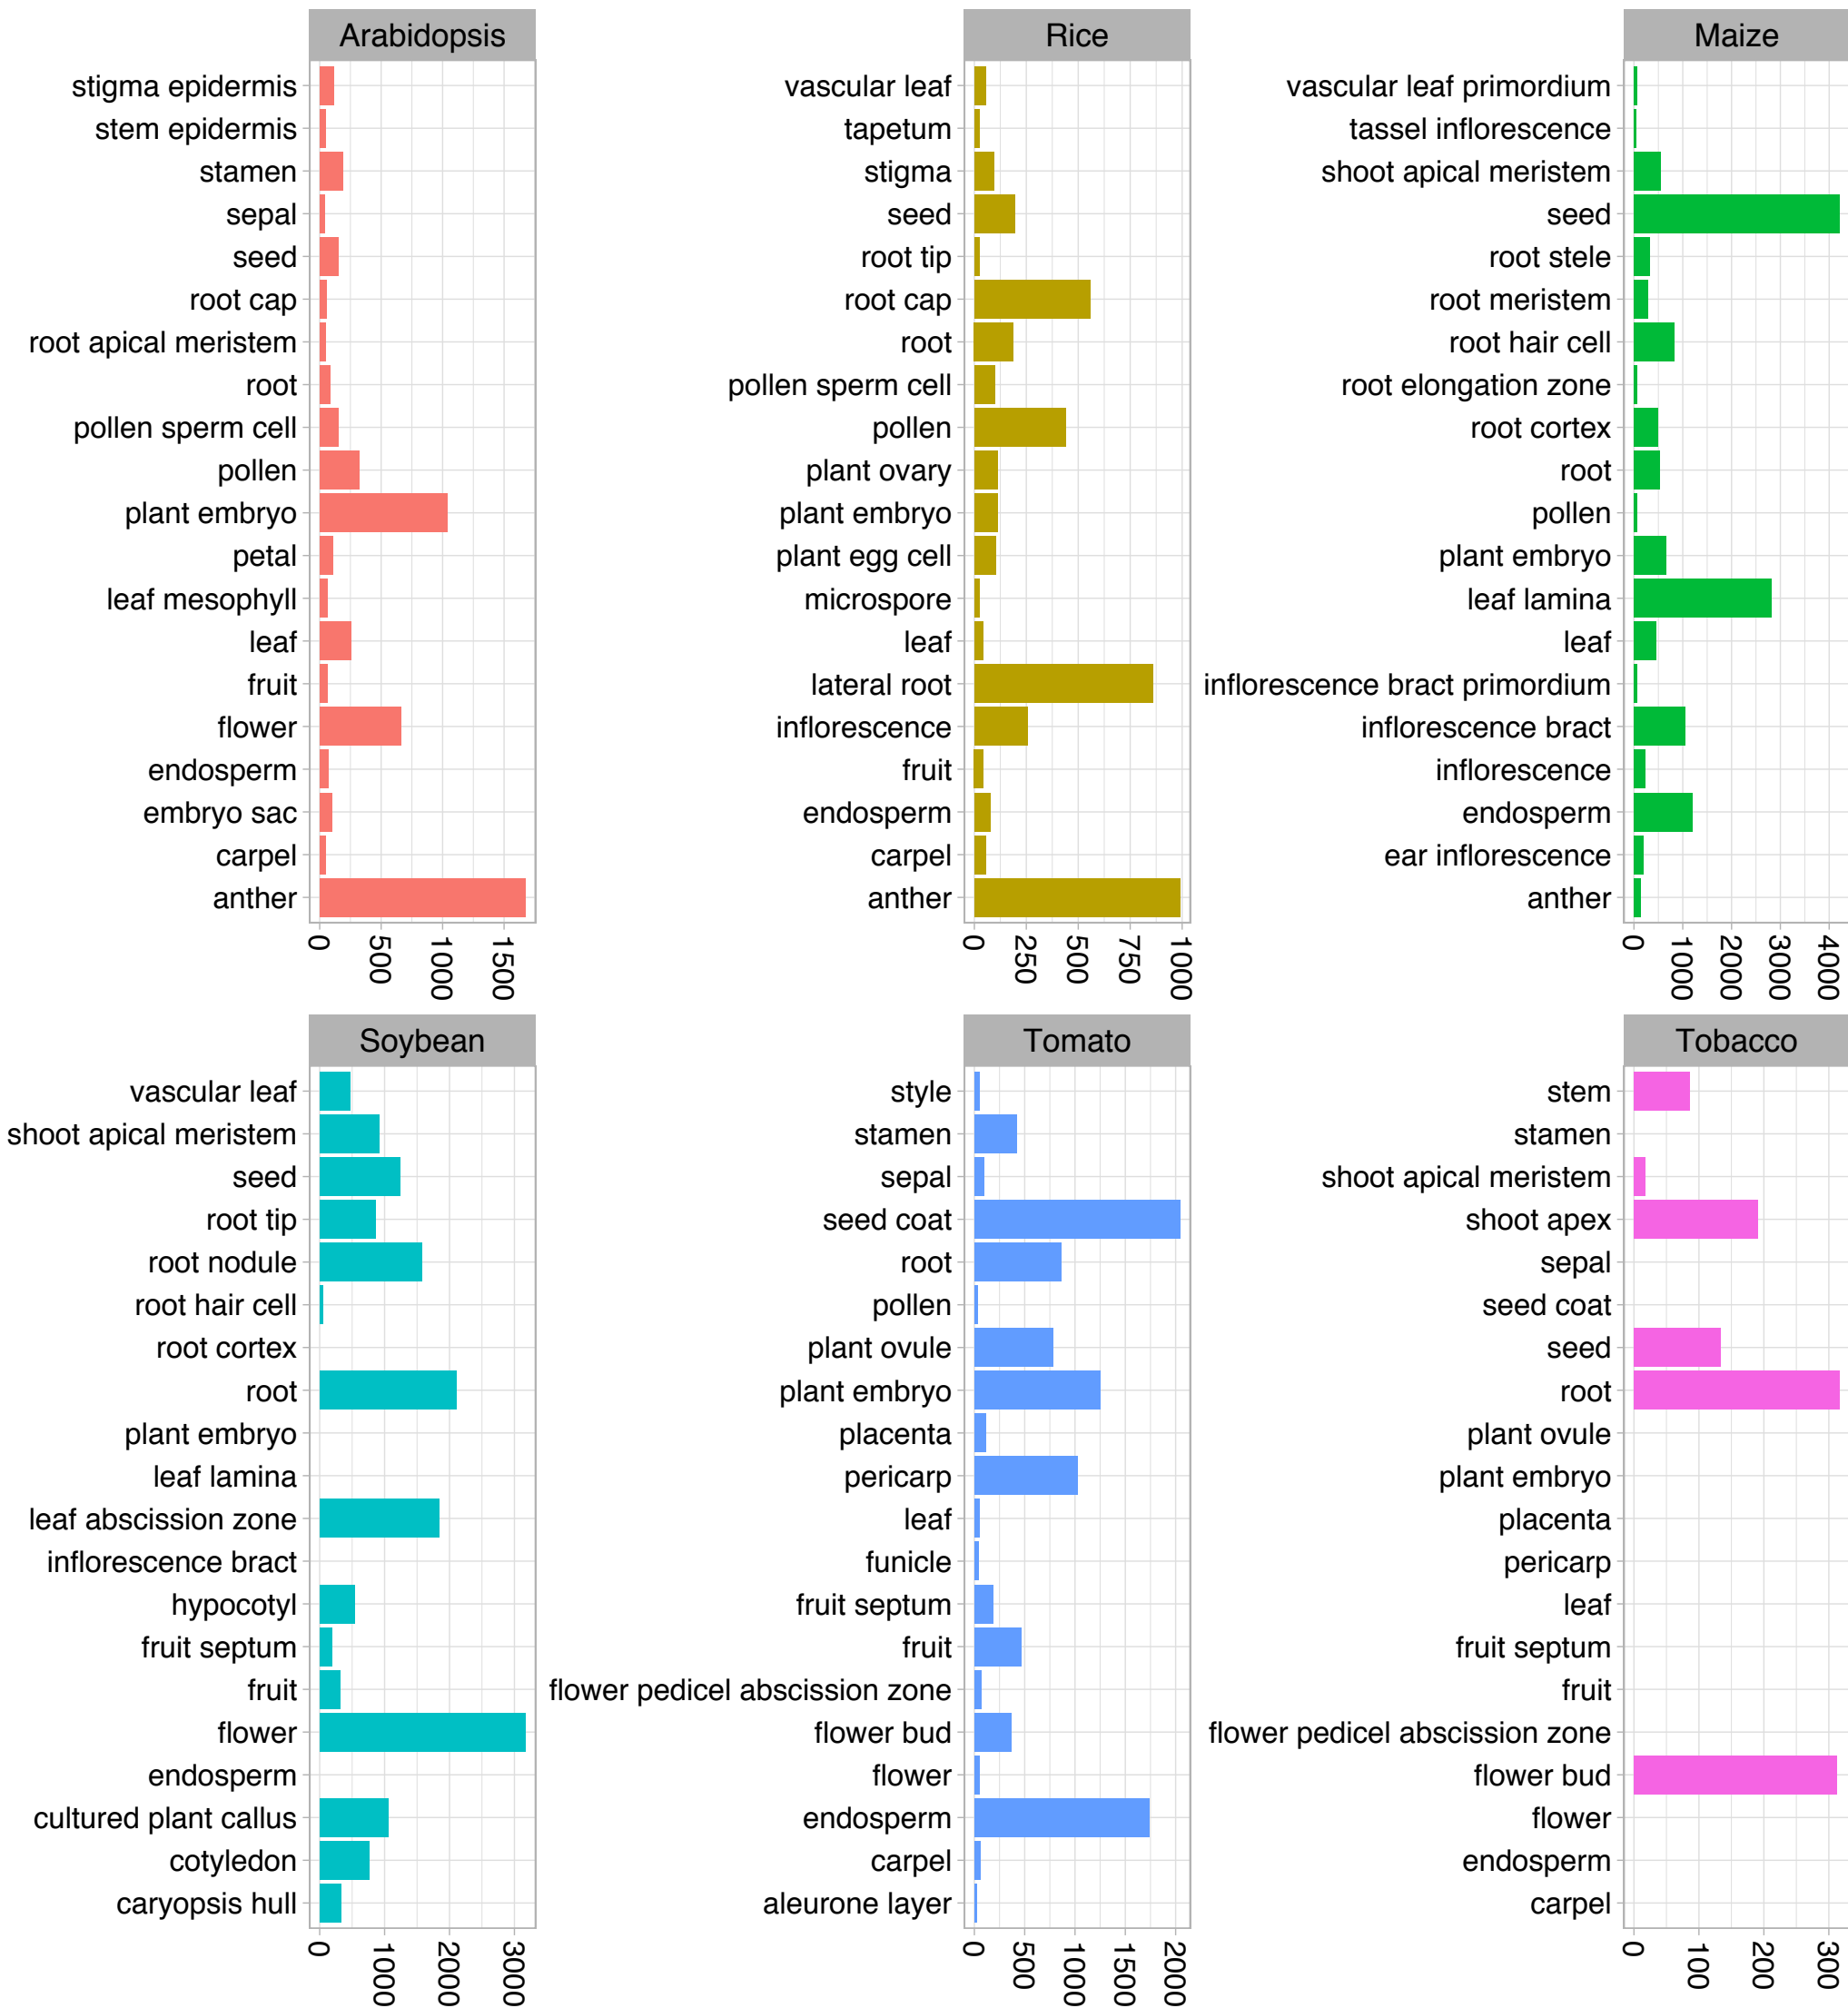 Arabidopsis
stigma epidermis
stem epidermis
stamen
sepal
seed
root cap
root apical meristem
root
pollen sperm cell
pollen
plant embryo
petal
leaf mesophyll
leaf
fruit
flower
endosperm
embryo sac
carpel
anther
0
500
1000
1500
Rice
vascular leaf
tapetum
stigma
seed
root tip
root cap
root
pollen sperm cell
pollen
plant ovary
plant embryo
plant egg cell
microspore
leaf
lateral root
inflorescence
fruit
endosperm
carpel
anther
0
250
500
750
1000
Maize
vascular leaf primordium
tassel inflorescence
shoot apical meristem
seed
root stele
root meristem
root hair cell
root elongation zone
root cortex
root
pollen
plant embryo
leaf lamina
leaf
inflorescence bract primordium
inflorescence bract
inflorescence
endosperm
ear inflorescence
anther
0
1000
2000
3000
4000
Soybean
vascular leaf
shoot apical meristem
seed
root tip
root nodule
root hair cell
root cortex
root
plant embryo
leaf lamina
leaf abscission zone
inflorescence bract
hypocotyl
fruit septum
fruit
flower
endosperm
cultured plant callus
cotyledon
caryopsis hull
0
1000
2000
3000
Tomato
style
stamen
sepal
seed coat
root
pollen
plant ovule
plant embryo
placenta
pericarp
leaf
funicle
fruit septum
fruit
flower pedicel abscission zone
flower bud
flower
endosperm
carpel
aleurone layer
0
500
1000
1500
2000
Tobacco
stem
stamen
shoot apical meristem
shoot apex
sepal
seed coat
seed
root
plant ovule
plant embryo
placenta
pericarp
leaf
fruit septum
fruit
flower pedicel abscission zone
flower bud
flower
endosperm
carpel
0
100
200
300